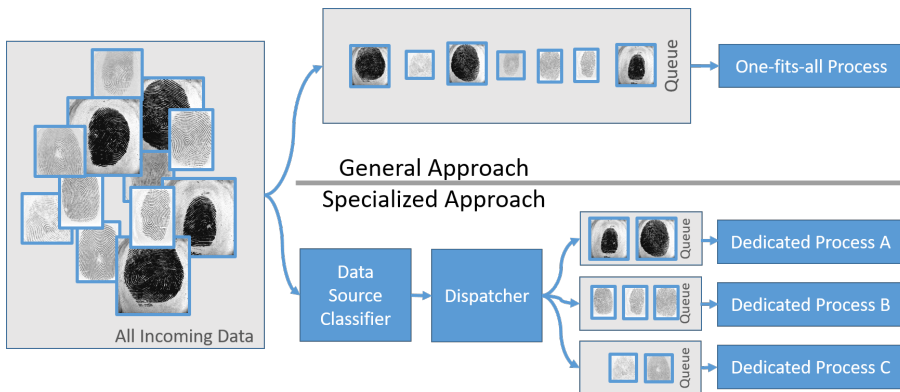 All Incoming Data
Queue
One-fits-all Process
General Approach
Specialized Approach
Data
Source
Classifier
Dispatcher
Queue
Dedicated Process A
Queue
Dedicated Process B
Queue
Dedicated Process C